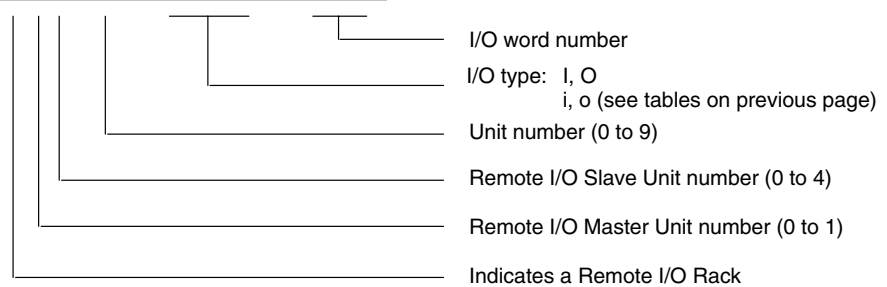 I/O word number
I/O type: I, O
i, o (see tables on previous page)
Unit number (0 to 9)
Remote I/O Slave Unit number (0 to 4)
Remote I/O Master Unit number (0 to 1)
Indicates a Remote I/O Rack